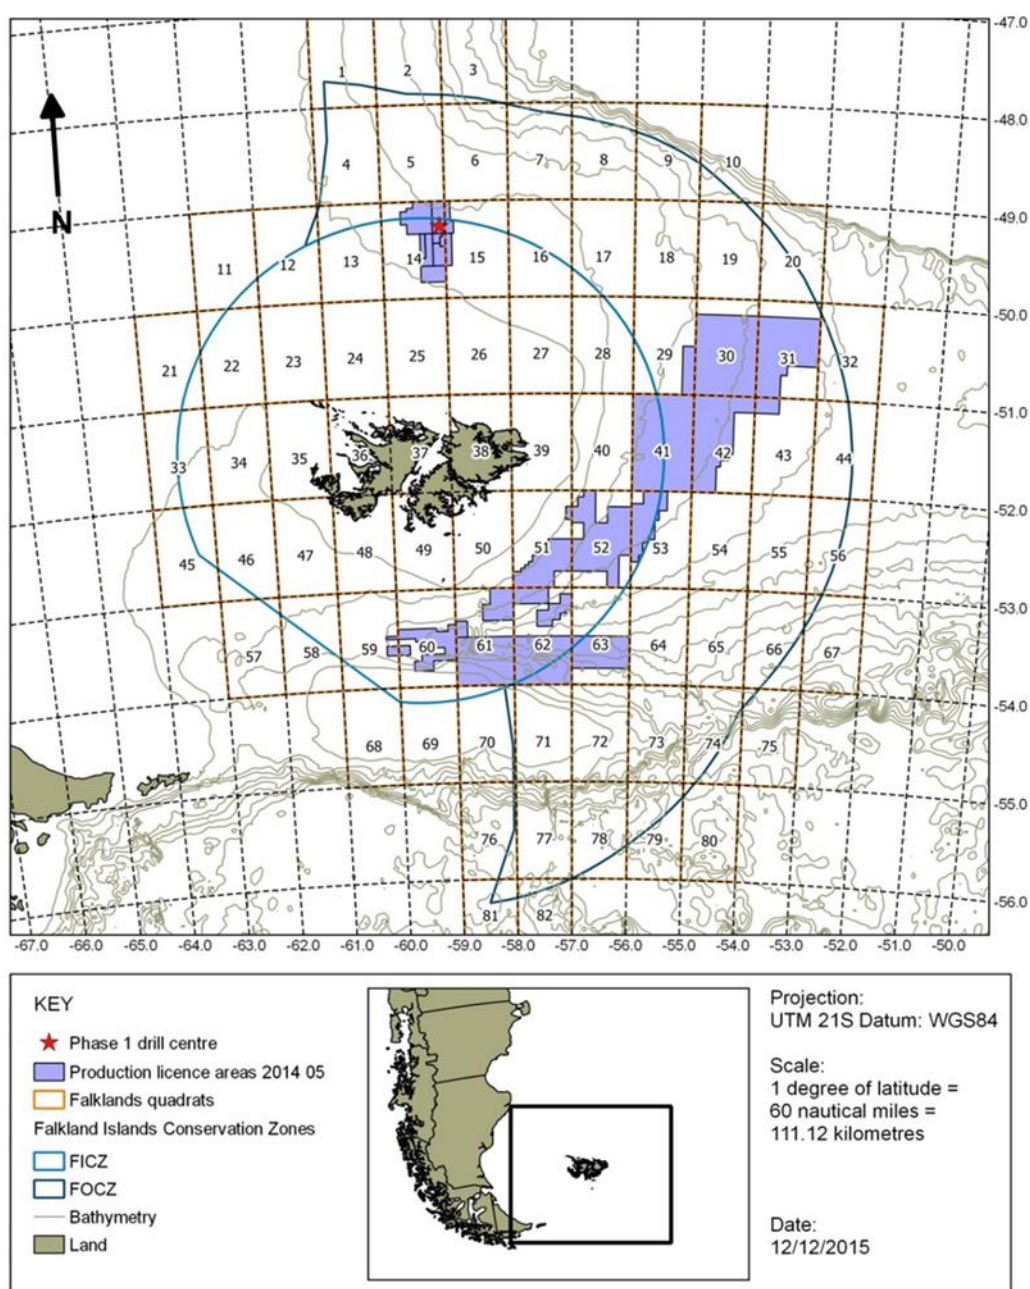 -47.0
1 2 3
-48.0
4 5 6 7 8 9 10
N
-49.0
11 12 13 14 15 16 17 18 19 20
-50.0
21 22 23 24 25 26 27 28 29 30 31 32
-51.0
33 34 35 36 37 38 39 40 41 42 43 44
-52.0
45 46 47 48 49 50 51 52 53 54 55 56
-53.0
57 58 59 60 61 62 63 64 65 66 67
-54.0
68 69 70 71 72 73 74 75
-55.0
76 77 78 79 80
-56.0
81 82
-67.0 -66.0 -65.0 -64.0 -63.0 -62.0 -61.0 -60.0 -59.0 -58.0 -57.0 -56.0 -55.0 -54.0 -53.0 -52.0 -51.0 -50.0
KEY
Phase 1 drill centre
Production licence areas 2014 05
Falklands quadrats
Falkland Islands Conservation Zones
FICZ
FOCZ
Bathymetry
Land
Projection:
UTM 21S Datum: WGS84
Scale:
1 degree of latitude =
60 nautical miles =
111.12 kilometres
Date:
12/12/2015